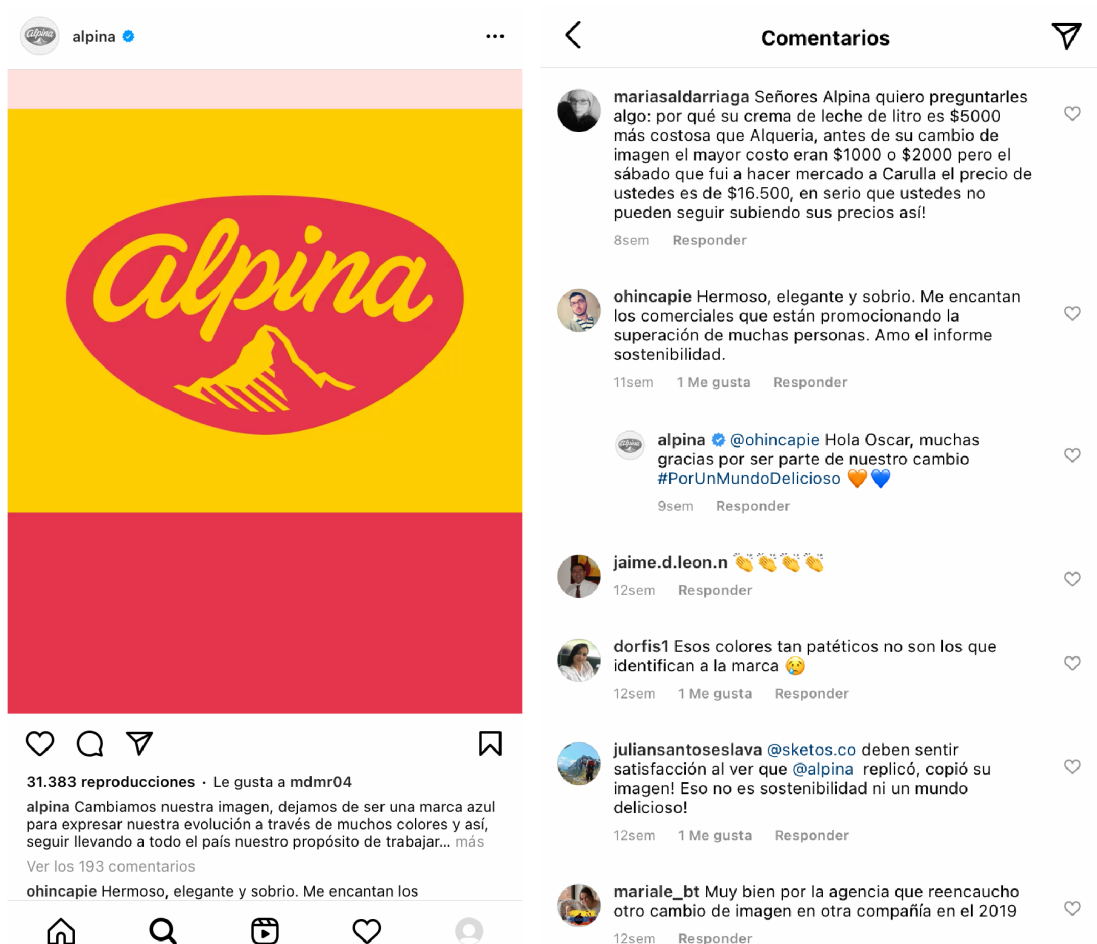 alpina
alpina
alpina
31.383 reproducciones · Le gusta a mdmr04
alpina Cambiamos nuestra imagen, dejamos de ser una marca azul
para expresar nuestra evolución a través de muchos colores y así,
seguir llevando a todo el país nuestro propósito de trabajar... más
Ver los 193 comentarios
ohincapie Hermoso, elegante y sobrio. Me encantan los
Comentarios
mariasaldarriaga Señores Alpina quiero preguntarles
algo: por qué su crema de leche de litro es $5000
más costosa que Alqueria, antes de su cambio de
imagen el mayor costo eran $1000 o $2000 pero el
sábado que fui a hacer mercado a Carulla el precio de
ustedes es de $16.500, en serio que ustedes no
pueden seguir subiendo sus precios así!
8sem Responder
ohincapie Hermoso, elegante y sobrio. Me encantan
los comerciales que están promocionando la
superación de muchas personas. Amo el informe
sostenibilidad.
11sem 1 Me gusta Responder
alpina
alpina @ohincapie Hola Oscar, muchas
gracias por ser parte de nuestro cambio
#PorUnMundoDelicioso 🧡💙
9sem Responder
jaime.d.leon.n 👏👏👏👏
12sem Responder
dorfis1 Esos colores tan patéticos no son los que
identifican a la marca 😢
12sem 1 Me gusta Responder
juliansantoseslava @sketos.co deben sentir
satisfacción al ver que @alpina replicó, copió su
imagen! Eso no es sostenibilidad ni un mundo
delicioso!
12sem 1 Me gusta Responder
mariale_bt Muy bien por la agencia que reencaucho
otro cambio de imagen en otra compañía en el 2019
12sem Responder